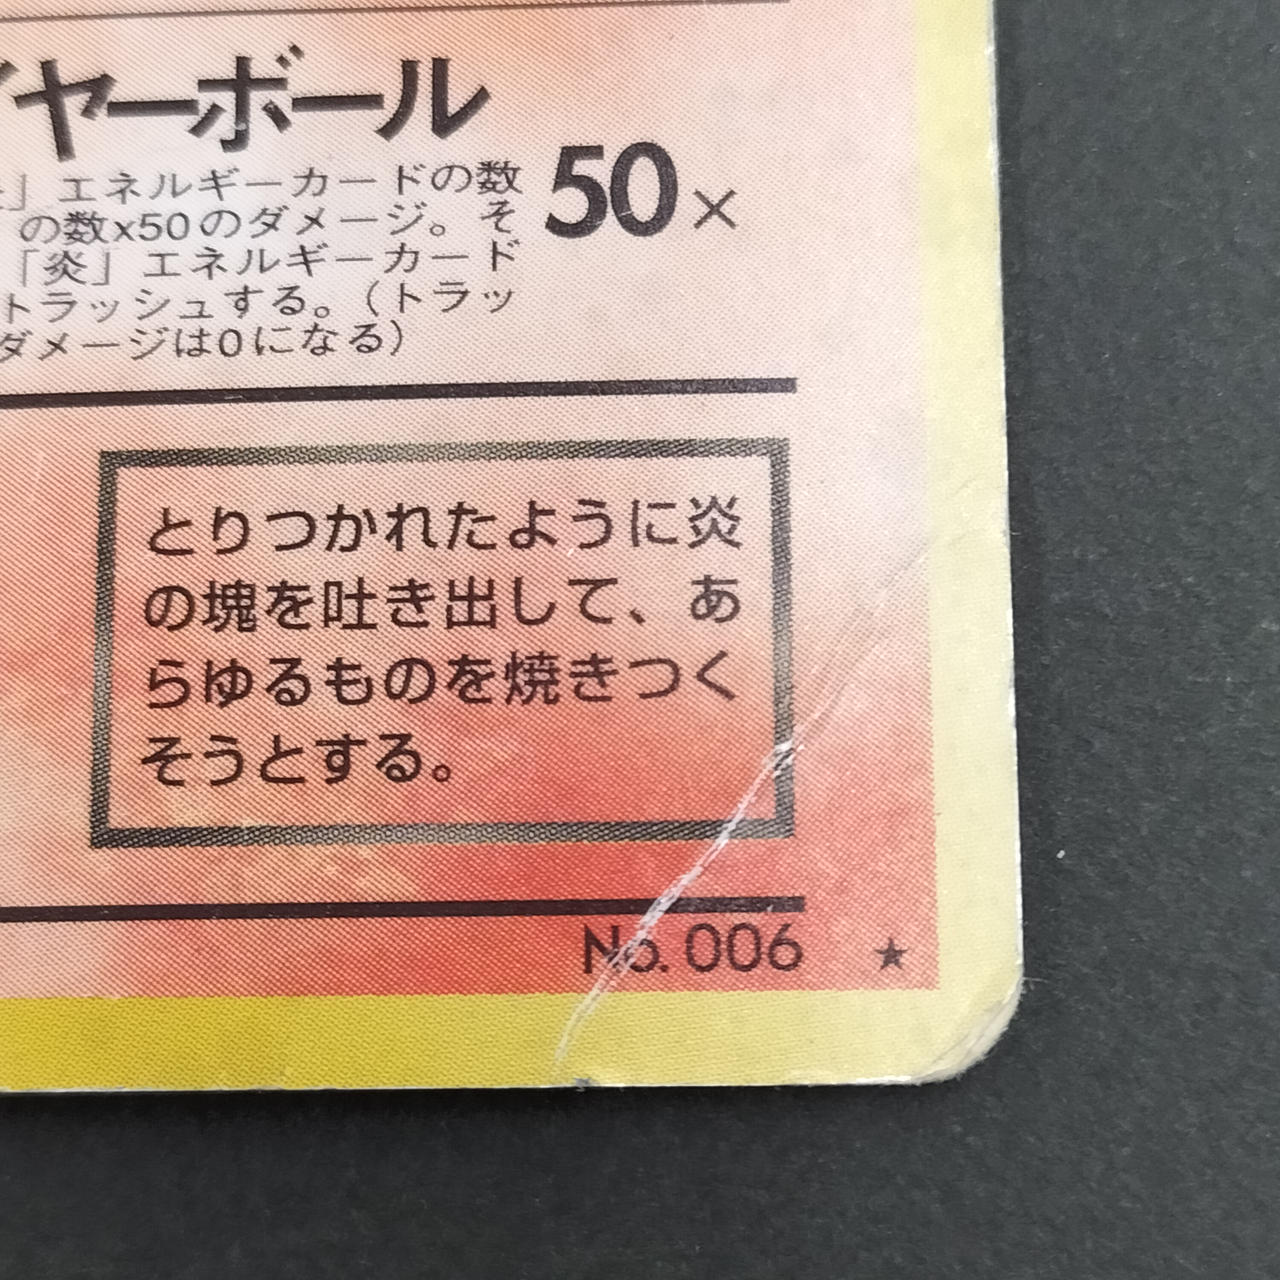 イヤーボール
」エネルギーカードの数
の数x50のダメージ。そ
「炎」エネルギーカード
トラッシュする。（トラッ
ダメージは0になる）
50×
とりつかれたように炎
の塊を吐き出して、あ
らゆるものを焼きつく
そうとする。
No.006 ★